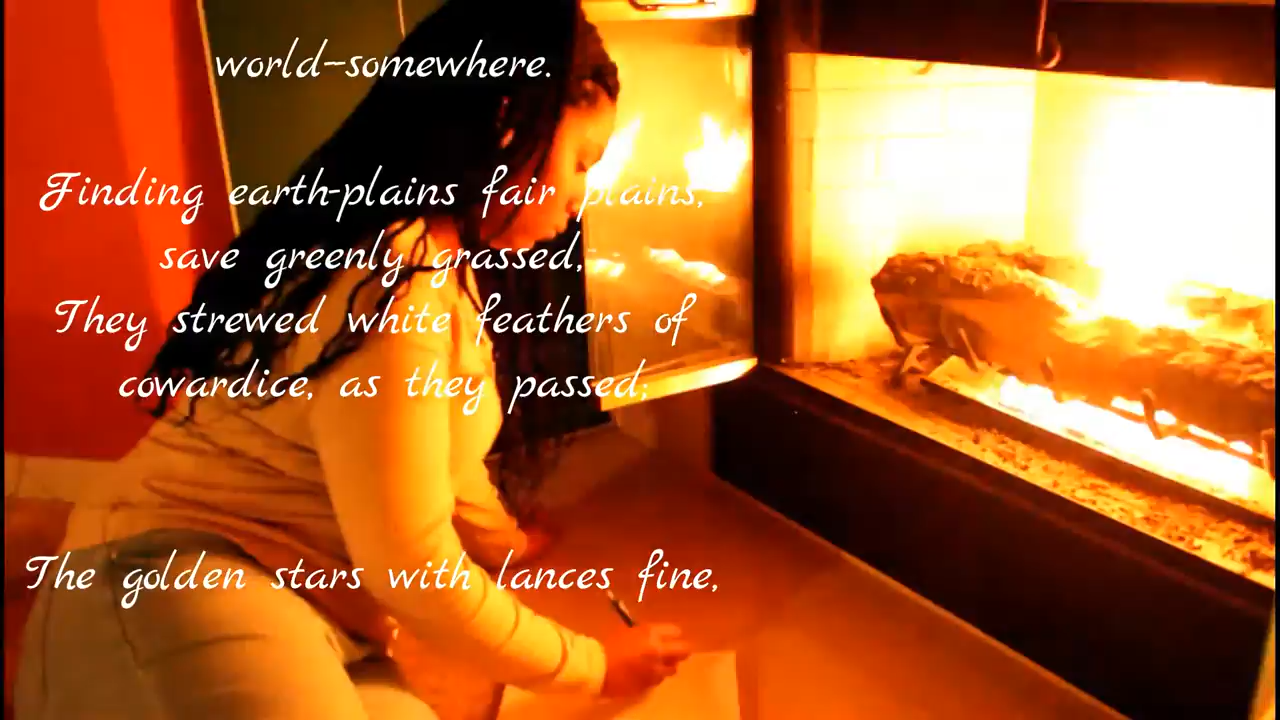 world–somewhere.
Finding earth-plains fair plains,
save greenly grassed,
They strewed white feathers of
cowardice, as they passed;
The golden stars with lances fine,